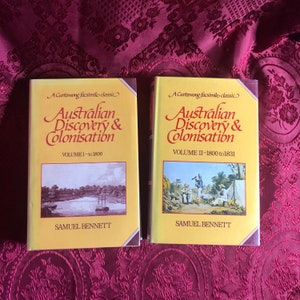 A Currawong facsimile classic
Australian
Discovery &
Colonisation
VOLUME I - to 1800
SAMUEL BENNETT
A Currawong facsimile classic
Australian
Discovery &
Colonisation
VOLUME II - 1800 to 1831
SAMUEL BENNETT